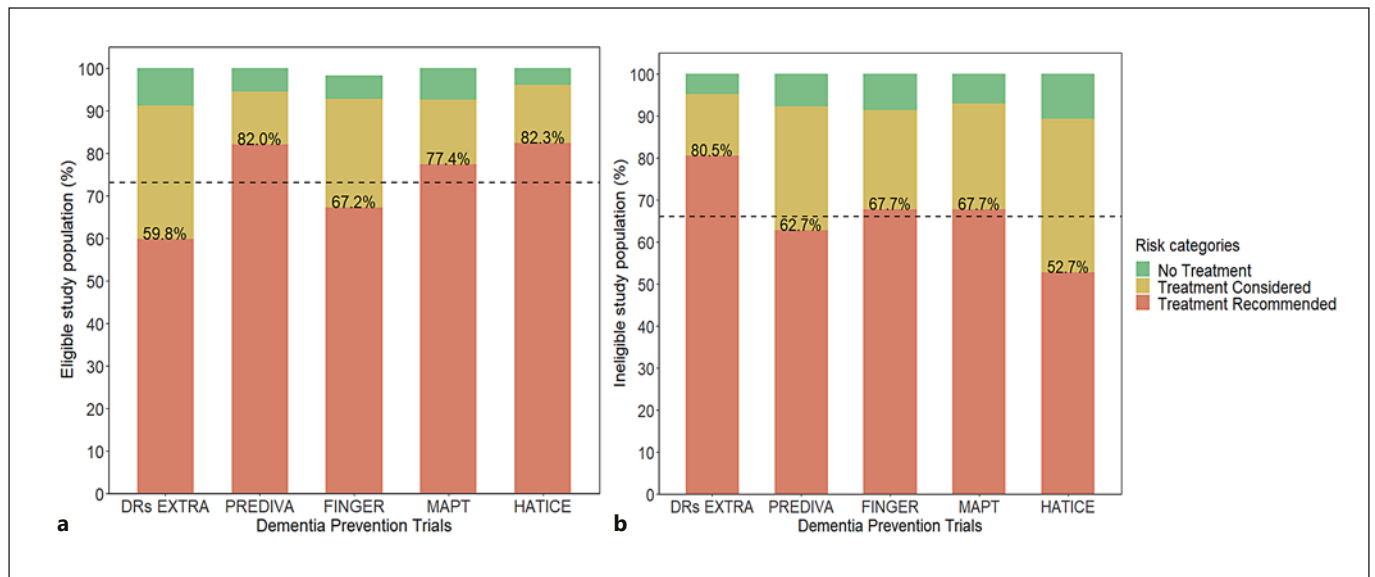 Eligible study population (%)
100
90
80
70
60
50
40
30
20
10
0
59.8%
82.0%
67.2%
77.4%
82.3%
DRs EXTRA PREDIVA FINGER MAPT HATICE
Dementia Prevention Trials
a
Ineligible study population (%)
100
90
80
70
60
50
40
30
20
10
0
80.5%
62.7%
67.7%
67.7%
52.7%
DRs EXTRA PREDIVA FINGER MAPT HATICE
Dementia Prevention Trials
b
Risk categories
No Treatment
Treatment Considered
Treatment Recommended